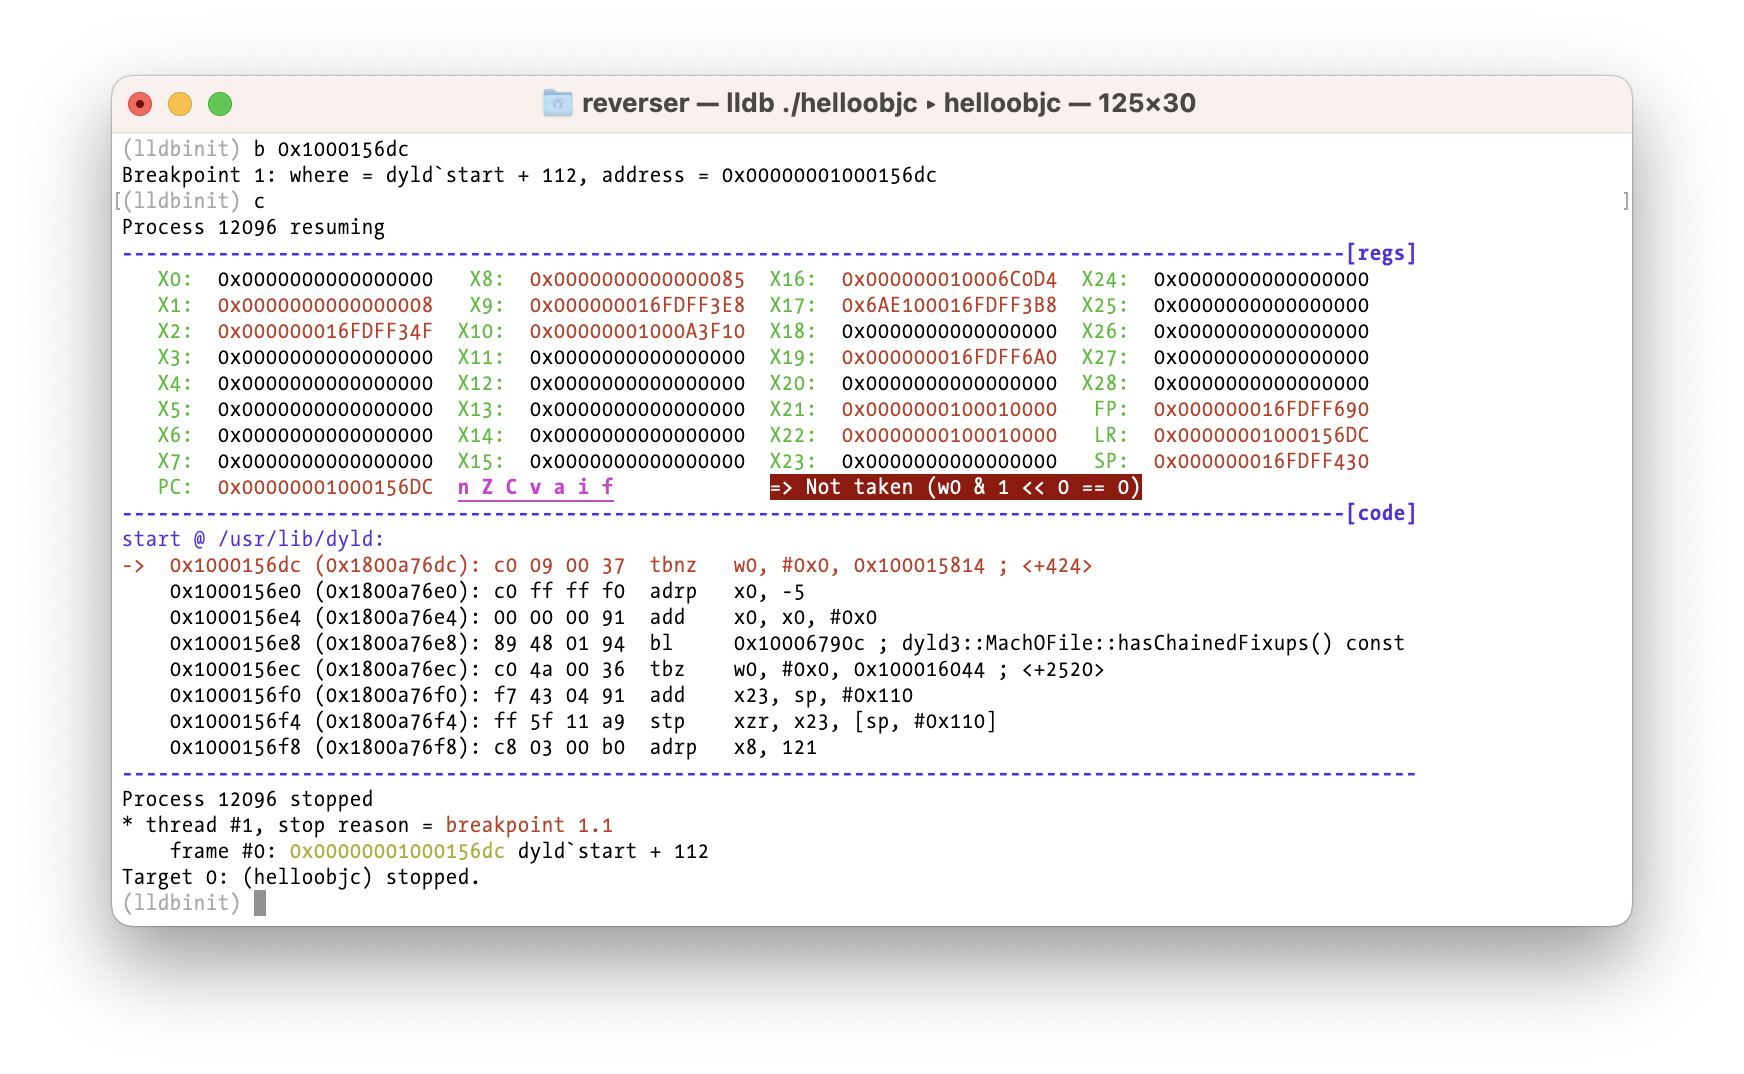 reverser — lldb ./helloobjc ▸ helloobjc — 125×30
(lldbinit) b 0x1000156dc
Breakpoint 1: where = dyld`start + 112, address = 0x00000001000156dc
[(lldbinit) c ]
Process 12096 resuming
------------------------------------------------------------------------------------------------------[regs]
X0: 0x0000000000000000 X8: 0x0000000000000085 X16: 0x000000010006C0D4 X24: 0x0000000000000000
X1: 0x0000000000000008 X9: 0x000000016FDFF3E8 X17: 0x6AE100016FDFF3B8 X25: 0x0000000000000000
X2: 0x000000016FDFF34F X10: 0x00000001000A3F10 X18: 0x0000000000000000 X26: 0x0000000000000000
X3: 0x0000000000000000 X11: 0x0000000000000000 X19: 0x000000016FDFF6A0 X27: 0x0000000000000000
X4: 0x0000000000000000 X12: 0x0000000000000000 X20: 0x0000000000000000 X28: 0x0000000000000000
X5: 0x0000000000000000 X13: 0x0000000000000000 X21: 0x0000000100010000 FP: 0x000000016FDFF690
X6: 0x0000000000000000 X14: 0x0000000000000000 X22: 0x0000000100010000 LR: 0x00000001000156DC
X7: 0x0000000000000000 X15: 0x0000000000000000 X23: 0x0000000000000000 SP: 0x000000016FDFF430
PC: 0x00000001000156DC n Z C v a i f => Not taken (w0 & 1 << 0 == 0)
------------------------------------------------------------------------------------------------------[code]
start @ /usr/lib/dyld:
-> 0x1000156dc (0x1800a76dc): c0 09 00 37 tbnz w0, #0x0, 0x100015814 ; <+424>
0x1000156e0 (0x1800a76e0): c0 ff ff f0 adrp x0, -5
0x1000156e4 (0x1800a76e4): 00 00 00 91 add x0, x0, #0x0
0x1000156e8 (0x1800a76e8): 89 48 01 94 bl 0x10006790c ; dyld3::MachOFile::hasChainedFixups() const
0x1000156ec (0x1800a76ec): c0 4a 00 36 tbz w0, #0x0, 0x100016044 ; <+2520>
0x1000156f0 (0x1800a76f0): f7 43 04 91 add x23, sp, #0x110
0x1000156f4 (0x1800a76f4): ff 5f 11 a9 stp xzr, x23, [sp, #0x110]
0x1000156f8 (0x1800a76f8): c8 03 00 b0 adrp x8, 121
------------------------------------------------------------------------------------------------------------
Process 12096 stopped
* thread #1, stop reason = breakpoint 1.1
frame #0: 0x00000001000156dc dyld`start + 112
Target 0: (helloobjc) stopped.
(lldbinit)